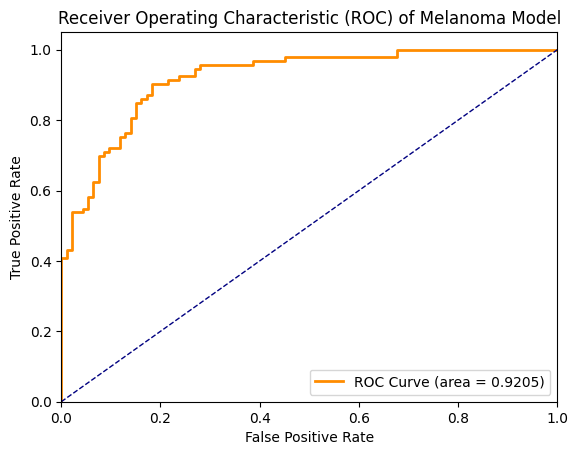 Receiver Operating Characteristic (ROC) of Melanoma Model
1.0
0.8
0.6
0.4
0.2
0.0
True Positive Rate
ROC Curve (area = 0.9205)
0.0 0.2 0.4 0.6 0.8 1.0
False Positive Rate